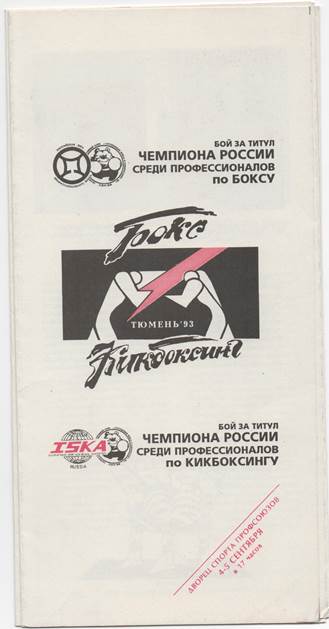 БОЙ ЗА ТИТУЛ
ЧЕМПИОНА РОССИИ
СРЕДИ ПРОФЕССИОНАЛОВ
ПО БОКСУ
Бокс
ТЮМЕНЬ'93
Кикбоксинг
БОЙ ЗА ТИТУЛ
ЧЕМПИОНА РОССИИ
СРЕДИ ПРОФЕССИОНАЛОВ
ПО КИКБОКСИНГУ
ISKA
RUSSIA
ДВОРЕЦ СПОРТА ПРОФСОЮЗОВ
4-5 СЕНТЯБРЯ
17 часов